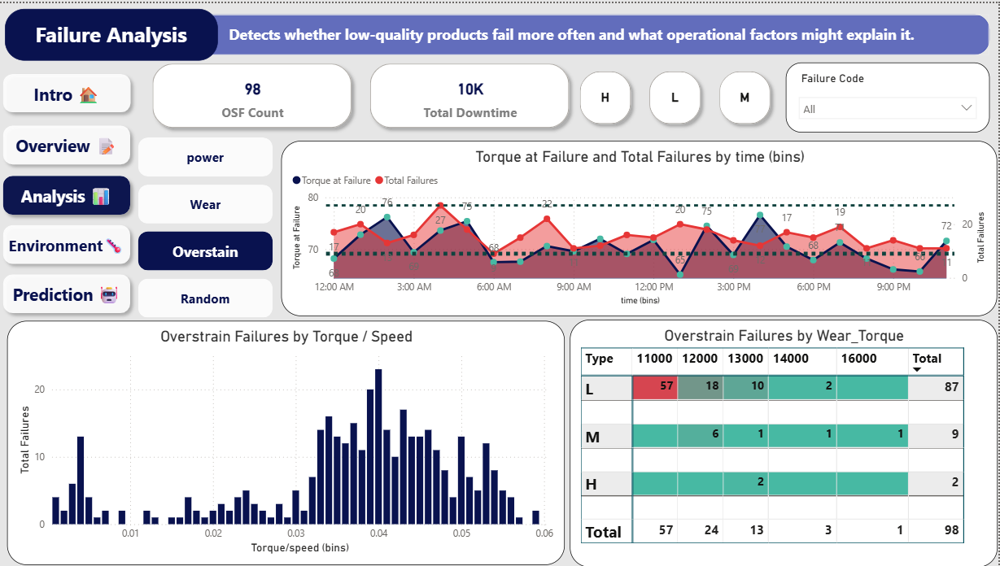 Failure Analysis
Detects whether low-quality products fail more often and what operational factors might explain it.
Intro
Overview
Analysis
Environment
Prediction
98
OSF Count
10K
Total Downtime
H
L
M
Failure Code
All
power
Wear
Overstain
Random
Torque at Failure and Total Failures by time (bins)
Torque at Failure Total Failures
Torque at Failure
80
70
20
76
27
75
68
22
20
75
65
17
19
68
66
72
17
11
20
0
Total Failures
12:00 AM 3:00 AM 6:00 AM 9:00 AM 12:00 PM 3:00 PM 6:00 PM 9:00 PM
time (bins)
Overstrain Failures by Torque / Speed
Total Failures
20
10
0
0.01 0.02 0.03 0.04 0.05 0.06
Torque/speed (bins)
Overstrain Failures by Wear_Torque
Type 11000 12000 13000 14000 16000 Total
L 57 18 10 2 87
M 6 1 1 1 9
H 2 2
Total 57 24 13 3 1 98